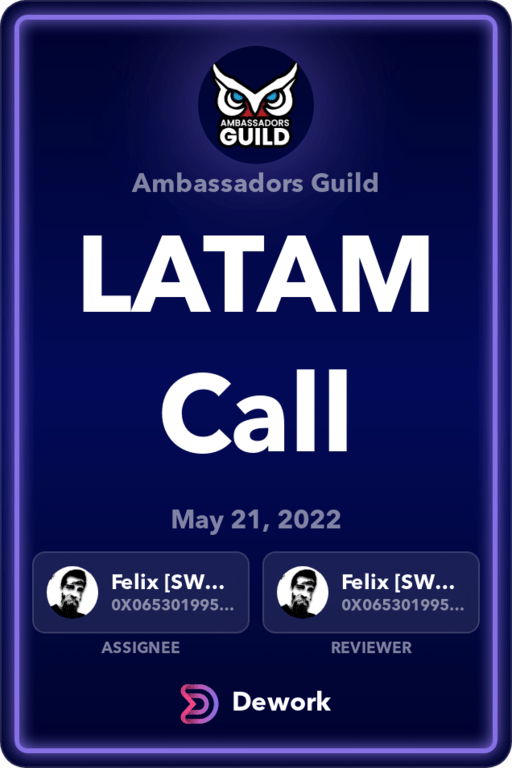 AMBASSADORS
GUILD
Ambassadors Guild
LATAM
Call
May 21, 2022
Felix [SW...
0X065301995...
ASSIGNEE
Felix [SW...
0X065301995...
REVIEWER
Dework